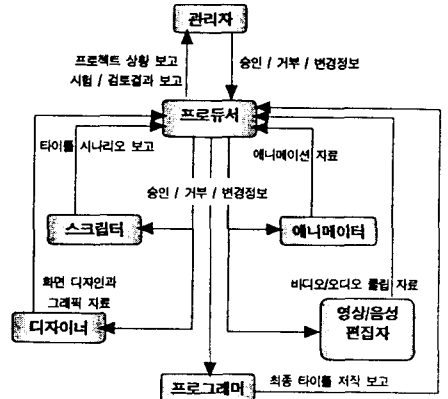 관리자
프로젝트 상황 보고
시험 / 검토결과 보고
승인 / 거부 / 변경정보
프로듀서
타이틀 시나리오 보고
애니메이션 자료
승인 / 거부 / 변경정보
스크립터
애니메이터
화면 디자인과
그래픽 자료
비디오/오디오 클립 자료
디자이너
영상/음성
편집자
프로그래머
최종 타이틀 저작 보고